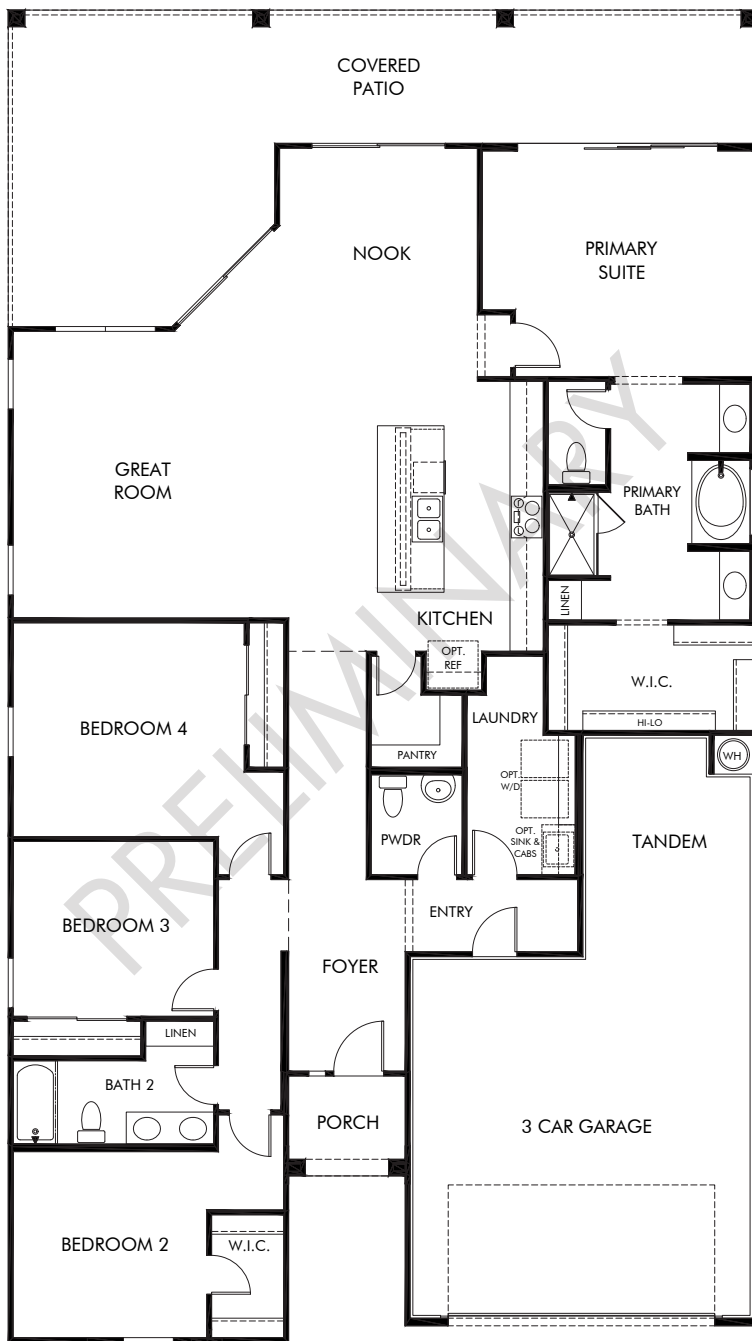 COVERED
PATIO
NOOK
PRIMARY
SUITE
GREAT
ROOM
PRIMARY
BATH
KITCHEN
LINEN
OPT.
REF
W.I.C.
HI-LO
BEDROOM 4
LAUNDRY
PANTRY
WH
OPT.
W/D
PWDR
OPT.
SINK &
CABS
TANDEM
BEDROOM 3
ENTRY
FOYER
LINEN
BATH 2
PORCH
3 CAR GARAGE
BEDROOM 2
W.I.C.
PRELIMINARY